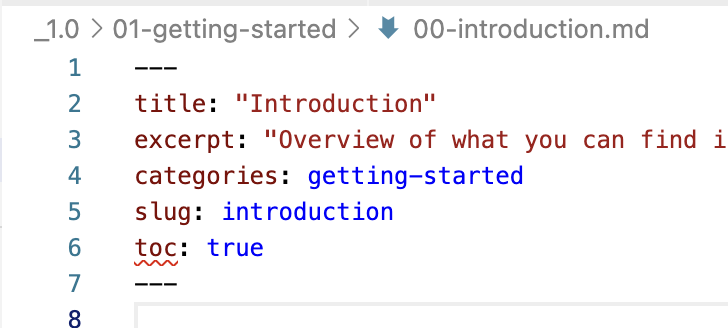 _1.0 > 01-getting-started > 00-introduction.md
1 ---
2 title: "Introduction"
3 excerpt: "Overview of what you can find i
4 categories: getting-started
5 slug: introduction
6 toc: true
7 ---
8